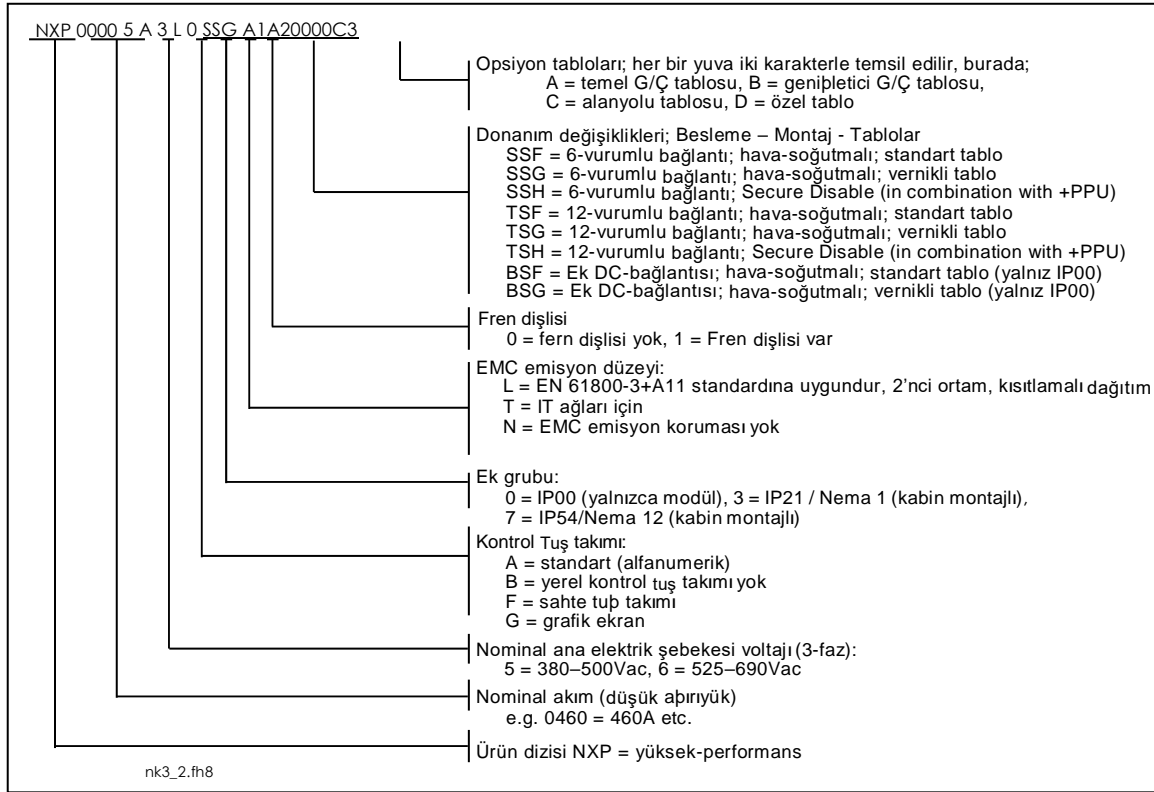 NXP 0000 5 A 3 L 0 SSG A1A20000C3
Opsiyon tabloları; her bir yuva iki karakterle temsil edilir, burada;
A = temel G/Ç tablosu, B = geniþletici G/Ç tablosu,
C = alanyolu tablosu, D = özel tablo
Donanım değişiklikleri; Besleme – Montaj - Tablolar
SSF = 6-vurumlu bağlantı; hava-soğutmalı; standart tablo
SSG = 6-vurumlu bağlantı; hava-soğutmalı; vernikli tablo
SSH = 6-vurumlu bağlantı; Secure Disable (in combination with +PPU)
TSF = 12-vurumlu bağlantı; hava-soğutmalı; standart tablo
TSG = 12-vurumlu bağlantı; hava-soğutmalı; vernikli tablo
TSH = 12-vurumlu bağlantı; Secure Disable (in combination with +PPU)
BSF = Ek DC-bağlantısı; hava-soğutmalı; standart tablo (yalnız IP00)
BSG = Ek DC-bağlantısı; hava-soğutmalı; vernikli tablo (yalnız IP00)
Fren dişlisi
0 = fern dişlisi yok, 1 = Fren dişlisi var
EMC emisyon düzeyi:
L = EN 61800-3+A11 standardına uygundur, 2’nci ortam, kısıtlamalı dağıtım
T = IT ağları için
N = EMC emisyon koruması yok
Ek grubu:
0 = IP00 (yalnızca modül), 3 = IP21 / Nema 1 (kabin montajlı),
7 = IP54/Nema 12 (kabin montajlı)
Kontrol Tuş takımı:
A = standart (alfanumerik)
B = yerel kontrol tuş takımı yok
F = sahte tuþ takımı
G = grafik ekran
Nominal ana elektrik şebekesi voltajı (3-faz):
5 = 380–500Vac, 6 = 525–690Vac
Nominal akım (düşük aþırıyük)
e.g. 0460 = 460A etc.
Ürün dizisi NXP = yüksek-performans
nk3_2.fh8